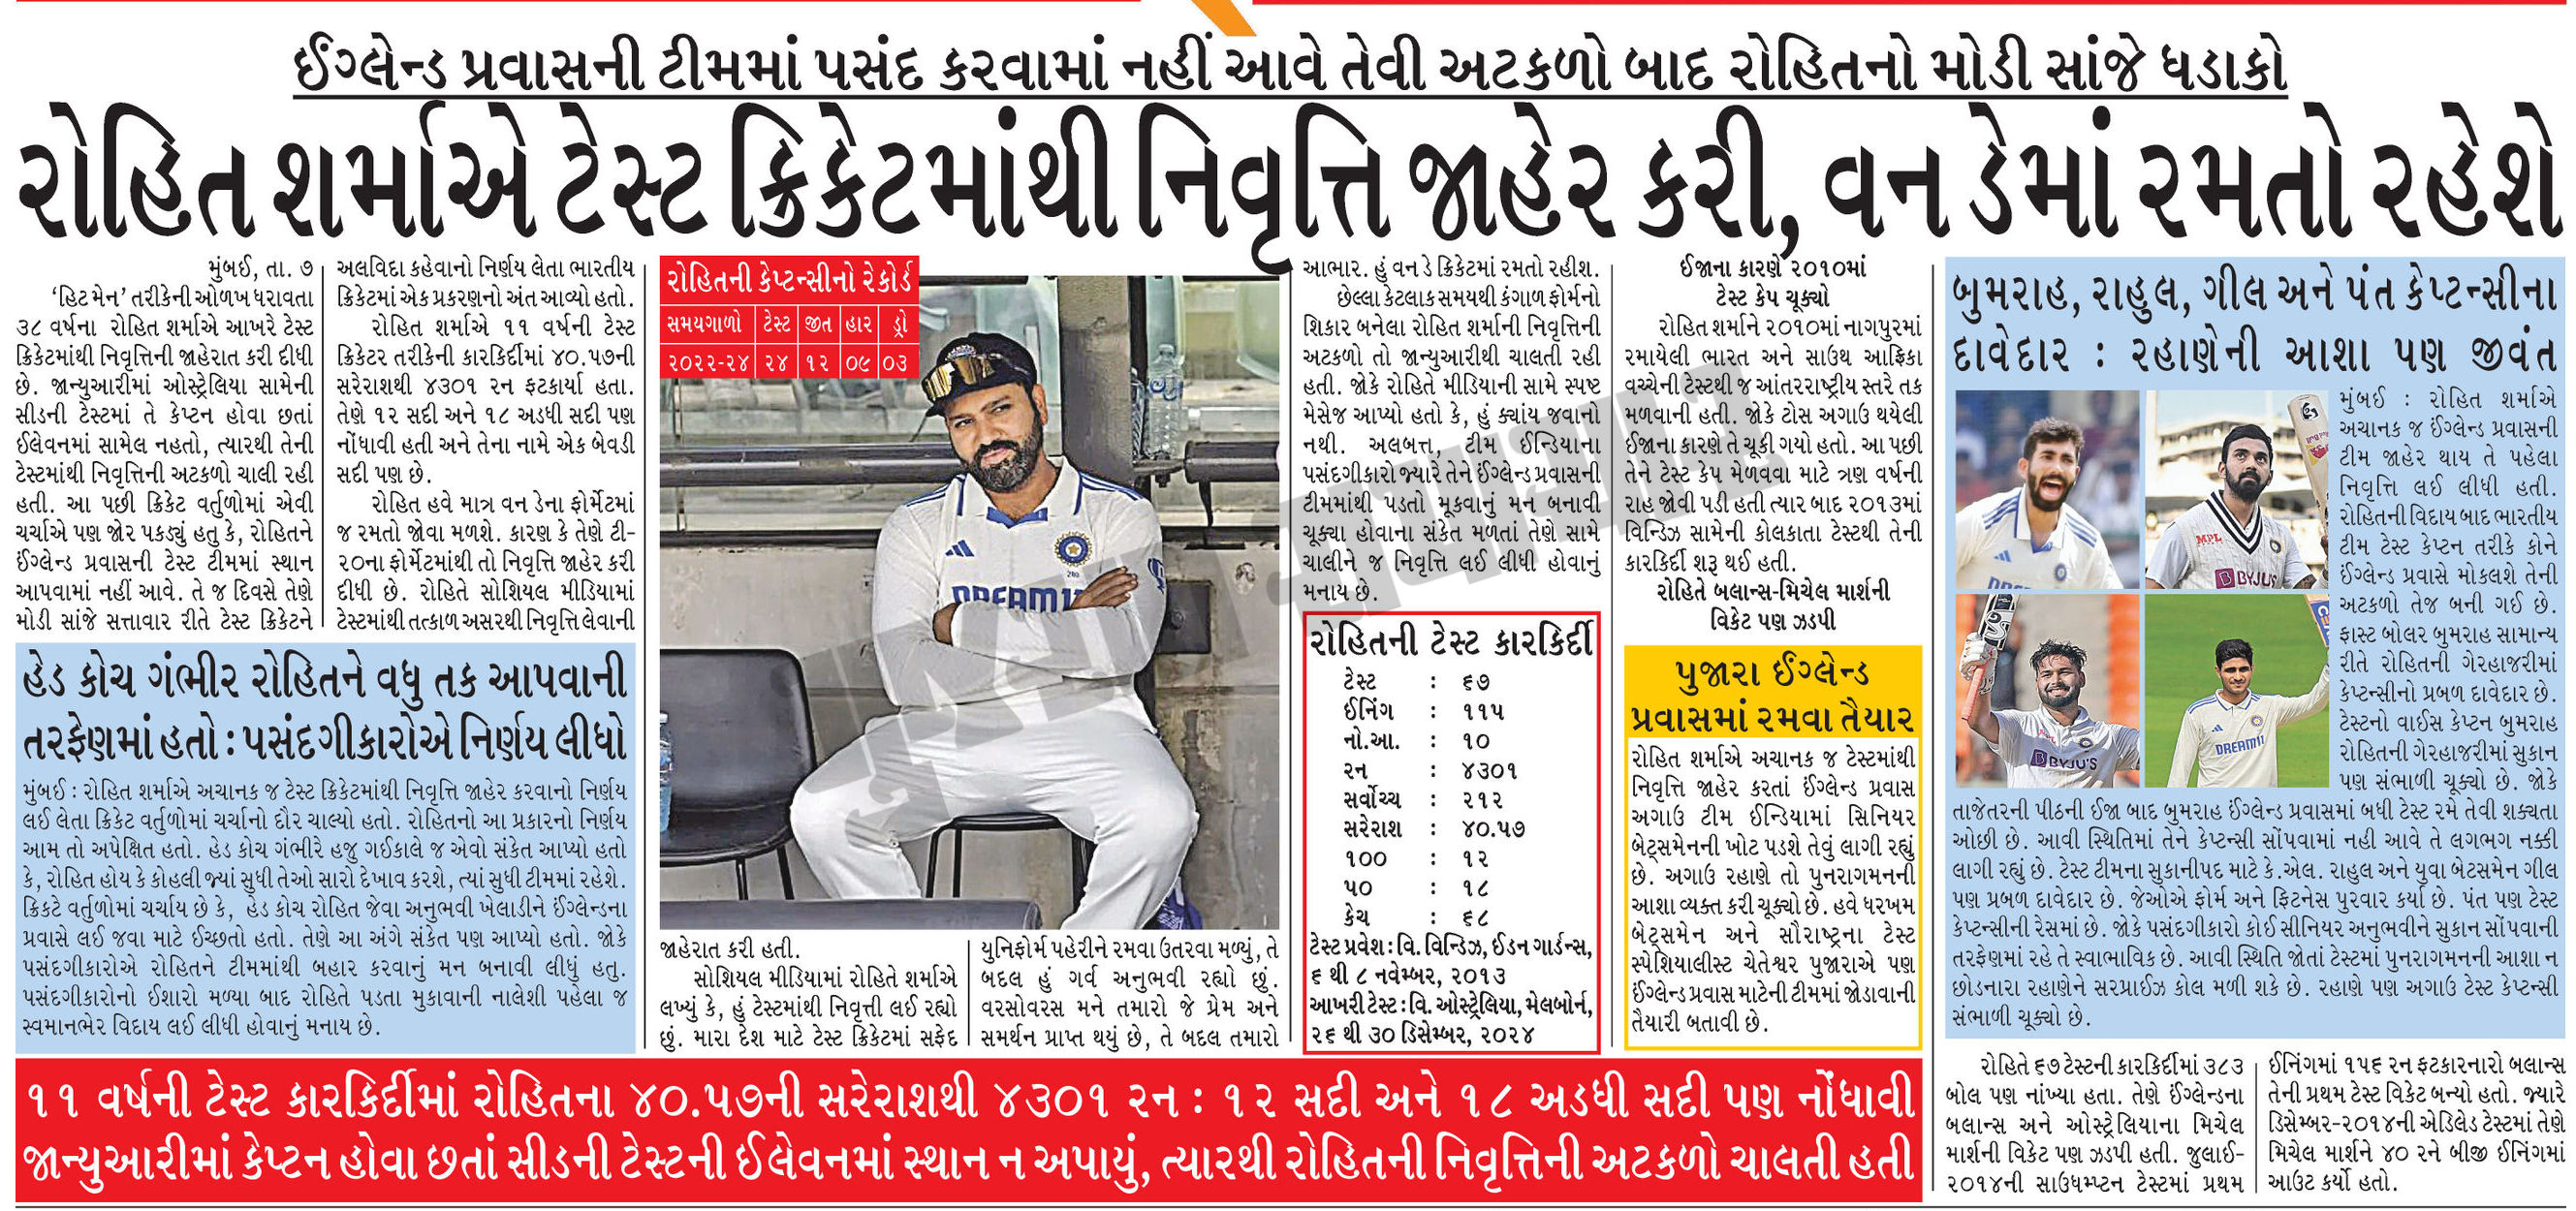 ઈંગ્લેન્ડ પ્રવાસની ટીમમાં પસંદ કરવામાં નહીં આવે તેવી અટકળો બાદ રોહિતનો મોડી સાંજે ધડાકો
રોહિત શર્માએ ટેસ્ટ ક્રિકેટમાંથી નિવૃત્તિ જાહેર કરી, વન ડેમાં રમતો રહેશે
મુંબઈ, તા. ૭
‘હિટ મેન’ તરીકેની ઓળખ ધરાવતા
૩૮ વર્ષના રોહિત શર્માએ આખરે ટેસ્ટ
ક્રિકેટમાંથી નિવૃત્તિની જાહેરાત કરી દીધી
છે. જાન્યુઆરીમાં ઓસ્ટ્રેલિયા સામેની
સીડની ટેસ્ટમાં તે કેપ્ટન હોવા છતાં
ઈલેવનમાં સામેલ નહતો, ત્યારથી તેની
ટેસ્ટમાંથી નિવૃત્તિની અટકળો ચાલી રહી
હતી. આ પછી ક્રિકેટ વર્તુળોમાં એવી
ચર્ચાએ પણ જોર પકડ્યું હતુ કે, રોહિતને
ઈંગ્લેન્ડ પ્રવાસની ટેસ્ટ ટીમમાં સ્થાન
આપવામાં નહીં આવે. તે જ દિવસે તેણે
મોડી સાંજે સત્તાવાર રીતે ટેસ્ટ ક્રિકેટને
અલવિદા કહેવાનો નિર્ણય લેતા ભારતીય
ક્રિકેટમાં એક પ્રકરણનો અંત આવ્યો હતો.
રોહિત શર્માએ ૧૧ વર્ષની ટેસ્ટ
ક્રિકેટર તરીકેની કારકિર્દીમાં ૪૦.૫૭ની
સરેરાશથી ૪૩૦૧ રન ફટકાર્યા હતા.
તેણે ૧૨ સદી અને ૧૮ અડધી સદી પણ
નોંધાવી હતી અને તેના નામે એક બેવડી
સદી પણ છે.
રોહિત હવે માત્ર વન ડેના ફોર્મેટમાં
જ રમતો જોવા મળશે. કારણ કે તેણે ટી-
૨૦ના ફોર્મેટમાંથી તો નિવૃત્તિ જાહેર કરી
દીધી છે. રોહિતે સોશિયલ મીડિયામાં
ટેસ્ટમાંથી તત્કાળ અસરથી નિવૃત્તિ લેવાની
હેડ કોચ ગંભીર રોહિતને વધુ તક આપવાની
તરફેણમાં હતો : પસંદગીકારોએ નિર્ણય લીધો
મુંબઈ : રોહિત શર્માએ અચાનક જ ટેસ્ટ ક્રિકેટમાંથી નિવૃત્તિ જાહેર કરવાનો નિર્ણય
લઈ લેતા ક્રિકેટ વર્તુળોમાં ચર્ચાનો દૌર ચાલ્યો હતો. રોહિતનો આ પ્રકારનો નિર્ણય
આમ તો અપેક્ષિત હતો. હેડ કોચ ગંભીરે હજુ ગઈકાલે જ એવો સંકેત આપ્યો હતો
કે, રોહિત હોય કે કોહલી જ્યાં સુધી તેઓ સારો દેખાવ કરશે, ત્યાં સુધી ટીમમાં રહેશે.
ક્રિકટે વર્તુળોમાં ચર્ચાય છે કે, હેડ કોચ રોહિત જેવા અનુભવી ખેલાડીને ઈંગ્લેન્ડના
પ્રવાસે લઈ જવા માટે ઈચ્છતો હતો. તેણે આ અંગે સંકેત પણ આપ્યો હતો. જોકે
પસંદગીકારોએ રોહિતને ટીમમાંથી બહાર કરવાનું મન બનાવી લીધું હતુ.
પસંદગીકારોનો ઈશારો મળ્યા બાદ રોહિતે પડતા મુકાવાની નાલેશી પહેલા જ
સ્વમાનભેર વિદાય લઈ લીધી હોવાનું મનાય છે.
રોહિતની કેપ્ટન્સીનો રેકોર્ડ
સમયગાળો ટેસ્ટ જીત હાર ડ્રો
૨૦૨૨-૨૪ ૨૪ ૧૨ ૦૯ ૦૩
DREAM11
જાહેરાત કરી હતી.
સોશિયલ મીડિયામાં રોહિતે શર્માએ
લખ્યું કે, હું ટેસ્ટમાંથી નિવૃત્તી લઈ રહ્યો
છું. મારા દેશ માટે ટેસ્ટ ક્રિકેટમાં સફેદ
યુનિફોર્મ પહેરીને રમવા ઉતરવા મળ્યું, તે
બદલ હું ગર્વ અનુભવી રહ્યો છું.
વરસોવરસ મને તમારો જે પ્રેમ અને
સમર્થન પ્રાપ્ત થયું છે, તે બદલ તમારો
આભાર. હું વન ડે ક્રિકેટમાં રમતો રહીશ.
છેલ્લા કેટલાક સમયથી કંગાળ ફોર્મનો
શિકાર બનેલા રોહિત શર્માની નિવૃત્તિની
અટકળો તો જાન્યુઆરીથી ચાલતી રહી
હતી. જોકે રોહિતે મીડિયાની સામે સ્પષ્ટ
મેસેજ આપ્યો હતો કે, હું ક્યાંય જવાનો
નથી. અલબત્ત, ટીમ ઈન્ડિયાના
પસંદગીકારો જ્યારે તેને ઈંગ્લેન્ડ પ્રવાસની
ટીમમાંથી પડતો મૂકવાનું મન બનાવી
ચૂક્યા હોવાના સંકેત મળતાં તેણે સામે
ચાલીને જ નિવૃત્તિ લઈ લીધી હોવાનું
મનાય છે.
રોહિતની ટેસ્ટ કારકિર્દી
ટેસ્ટ : ૬૭
ઈનિંગ : ૧૧૫
નો.આ. : ૧૦
રન : ૪૩૦૧
સર્વોચ્ચ : ૨૧૨
સરેરાશ : ૪૦.૫૭
૧૦૦ : ૧૨
૫૦ : ૧૮
કેચ : ૬૮
ટેસ્ટ પ્રવેશ : વિ. વિન્ડિઝ, ઈડન ગાર્ડન્સ,
૬ થી ૮ નવેમ્બર, ૨૦૧૩
આખરી ટેસ્ટ : વિ. ઓસ્ટ્રેલિયા, મેલબોર્ન,
૨૬ થી ૩૦ ડિસેમ્બર, ૨૦૨૪
ઈજાના કારણે ૨૦૧૦માં
ટેસ્ટ કેપ ચૂક્યો
રોહિત શર્માને ૨૦૧૦માં નાગપુરમાં
રમાયેલી ભારત અને સાઉથ આફ્રિકા
વચ્ચેની ટેસ્ટથી જ આંતરરાષ્ટ્રીય સ્તરે તક
મળવાની હતી. જોકે ટોસ અગાઉ થયેલી
ઈજાના કારણે તે ચૂકી ગયો હતો. આ પછી
તેને ટેસ્ટ કેપ મેળવવા માટે ત્રણ વર્ષની
રાહ જોવી પડી હતી ત્યાર બાદ ૨૦૧૩માં
વિન્ડિઝ સામેની કોલકાતા ટેસ્ટથી તેની
કારકિર્દી શરૂ થઈ હતી.
રોહિતે બલાન્સ-મિચેલ માર્શની
વિકેટ પણ ઝડપી
પુજારા ઈંગ્લેન્ડ
પ્રવાસમાં રમવા તૈયાર
રોહિત શર્માએ અચાનક જ ટેસ્ટમાંથી
નિવૃત્તિ જાહેર કરતાં ઈંગ્લેન્ડ પ્રવાસ
અગાઉ ટીમ ઈન્ડિયામાં સિનિયર
બેટ્સમેનની ખોટ પડશે તેવું લાગી રહ્યું
છે. અગાઉ રહાણે તો પુનરાગમનની
આશા વ્યક્ત કરી ચૂક્યો છે. હવે ધરખમ
બેટ્સમેન અને સૌરાષ્ટ્રના ટેસ્ટ
સ્પેશિયાલીસ્ટ ચેતેશ્વર પુજારાએ પણ
ઈંગ્લેન્ડ પ્રવાસ માટેની ટીમમાં જોડાવાની
તૈયારી બતાવી છે.
બુમરાહ, રાહુલ, ગીલ અને પંત કેપ્ટન્સીના
દાવેદાર : રહાણેની આશા પણ જીવંત
MPL
BYJU'S
BYJU'S
DREAM11
મુંબઈ : રોહિત શર્માએ
અચાનક જ ઈંગ્લેન્ડ પ્રવાસની
ટીમ જાહેર થાય તે પહેલા
નિવૃત્તિ લઈ લીધી હતી.
રોહિતની વિદાય બાદ ભારતીય
ટીમ ટેસ્ટ કેપ્ટન તરીકે કોને
ઈંગ્લેન્ડ પ્રવાસે મોકલશે તેની
અટકળો તેજ બની ગઈ છે.
ફાસ્ટ બોલર બુમરાહ સામાન્ય
રીતે રોહિતની ગેરહાજરીમાં
કેપ્ટન્સીનો પ્રબળ દાવેદાર છે.
ટેસ્ટનો વાઈસ કેપ્ટન બુમરાહ
રોહિતની ગેરહાજરીમાં સુકાન
પણ સંભાળી ચૂક્યો છે. જોકે
તાજેતરની પીઠની ઈજા બાદ બુમરાહ ઈંગ્લેન્ડ પ્રવાસમાં બધી ટેસ્ટ રમે તેવી શક્યતા
ઓછી છે. આવી સ્થિતિમાં તેને કેપ્ટન્સી સોંપવામાં નહી આવે તે લગભગ નક્કી
લાગી રહ્યું છે. ટેસ્ટ ટીમના સુકાનીપદ માટે કે.એલ. રાહુલ અને યુવા બેટસમેન ગીલ
પણ પ્રબળ દાવેદાર છે. જેઓએ ફોર્મ અને ફિટનેસ પુરવાર કર્યા છે. પંત પણ ટેસ્ટ
કેપ્ટન્સીની રેસમાં છે. જોકે પસંદગીકારો કોઈ સીનિયર અનુભવીને સુકાન સોંપવાની
તરફેણમાં રહે તે સ્વાભાવિક છે. આવી સ્થિતિ જોતાં ટેસ્ટમાં પુનરાગમનની આશા ન
છોડનારા રહાણેને સરપ્રાઈઝ કોલ મળી શકે છે. રહાણે પણ અગાઉ ટેસ્ટ કેપ્ટન્સી
સંભાળી ચૂક્યો છે.
રોહિતે ૬૭ ટેસ્ટની કારકિર્દીમાં ૩૮૩
બોલ પણ નાંખ્યા હતા. તેણે ઈંગ્લેન્ડના
બલાન્સ અને ઓસ્ટ્રેલિયાના મિચેલ
માર્શની વિકેટ પણ ઝડપી હતી. જુલાઈ-
૨૦૧૪ની સાઉધમ્પ્ટન ટેસ્ટમાં પ્રથમ
ઈનિંગમાં ૧૫૬ રન ફટકારનારો બલાન્સ
તેની પ્રથમ ટેસ્ટ વિકેટ બન્યો હતો. જ્યારે
ડિસેમ્બર-૨૦૧૪ની એડિલેડ ટેસ્ટમાં તેણે
મિચેલ માર્શને ૪૦ રને બીજી ઈનિંગમાં
આઉટ કર્યો હતો.
૧૧ વર્ષની ટેસ્ટ કારકિર્દીમાં રોહિતના ૪૦.૫૭ની સરેરાશથી ૪૩૦૧ રન : ૧૨ સદી અને ૧૮ અડધી સદી પણ નોંધાવી
જાન્યુઆરીમાં કેપ્ટન હોવા છતાં સીડની ટેસ્ટની ઈલેવનમાં સ્થાન ન અપાયું, ત્યારથી રોહિતની નિવૃત્તિની અટકળો ચાલતી હતી